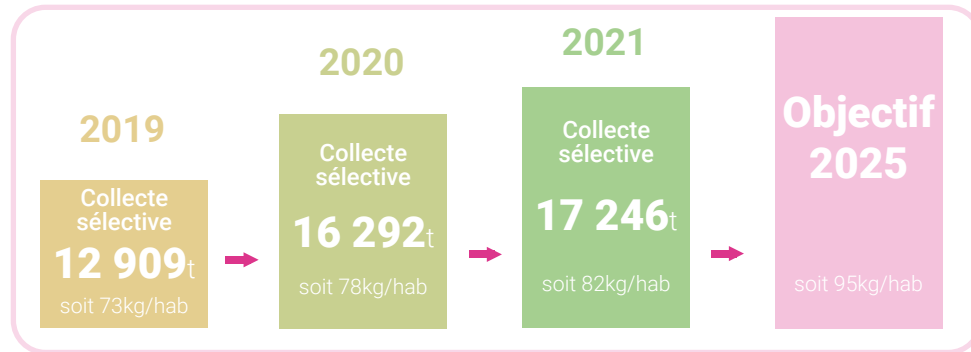 2019
Collecte
sélective
12 909t
soit 73kg/hab
2020
Collecte
sélective
16 292t
soit 78kg/hab
2021
Collecte
sélective
17 246t
soit 82kg/hab
Objectif
2025
soit 95kg/hab